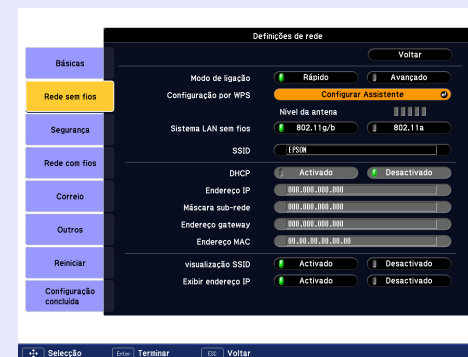 Definições de rede
Voltar
Básicas
Rede sem fios
Segurança
Rede com fios
Correio
Outros
Reiniciar
Configuração
concluída
Modo de ligação Rápido Avançado
Configuração por WPS Configurar Assistente
Nível da antena
Sistema LAN sem fios 802.11g/b 802.11a
SSID EPSON
DHCP Activado Desactivado
Endereço IP 000.000.000.000
Máscara sub-rede 000.000.000.000
Endereço gateway 000.000.000.000
Endereço MAC 00.00.00.00.00.00
visualização SSID Activado Desactivado
Exibir endereço IP Activado Desactivado
Selecção Enter Terminar ESC Voltar